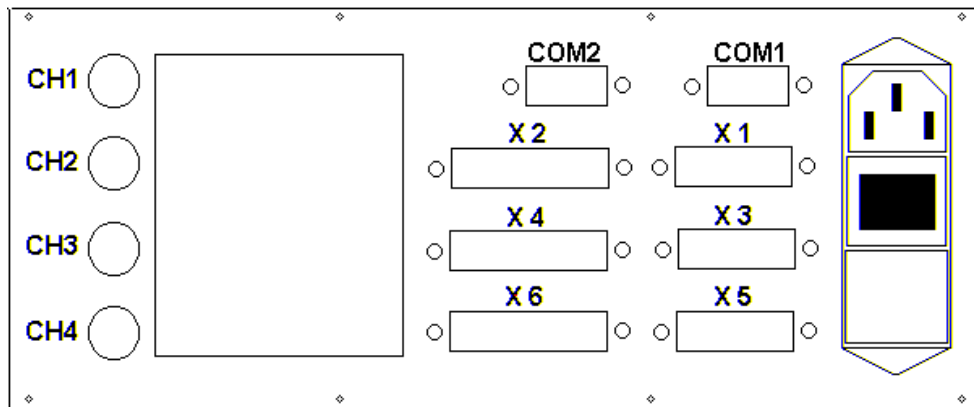 COM2 COM1
CH1
X 2 X 1
CH2
X 4 X 3
CH3
X 6 X 5
CH4